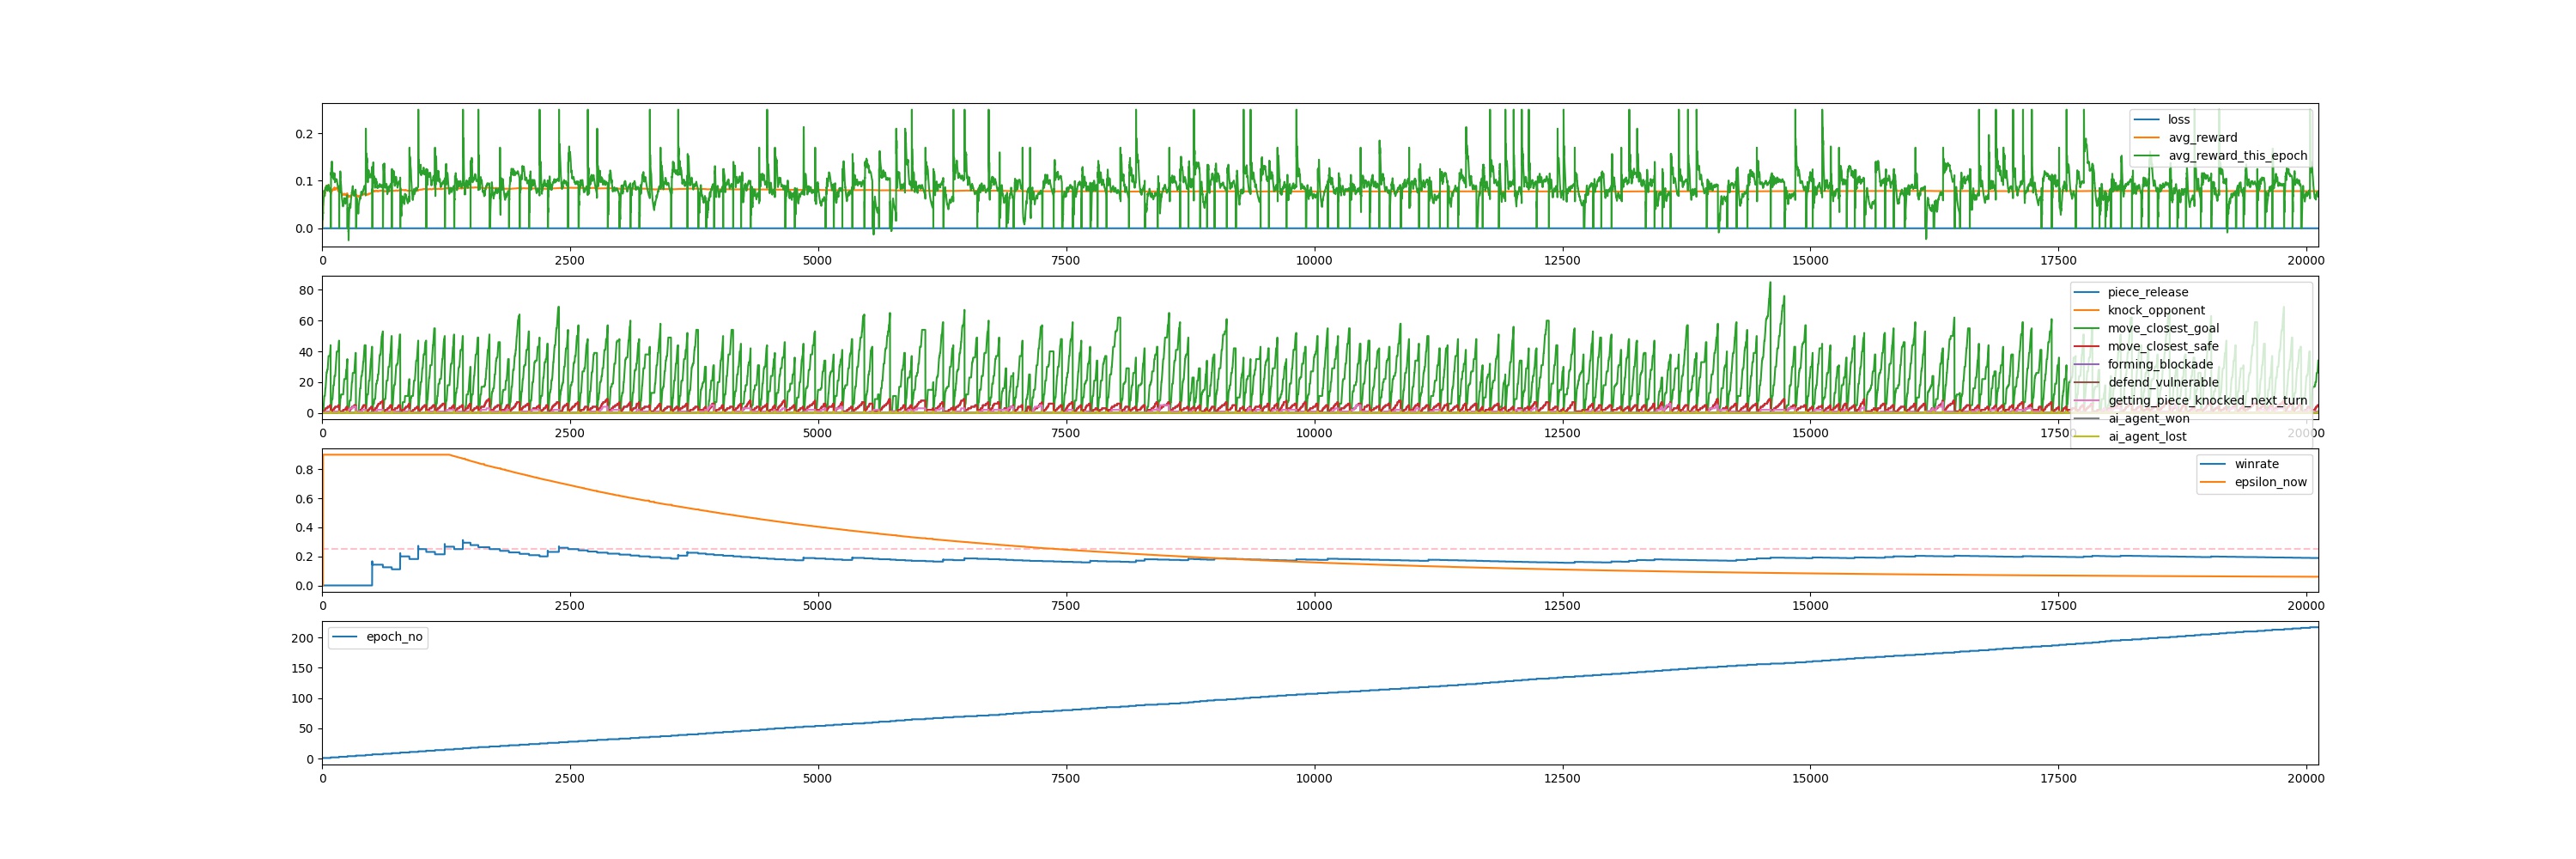 0.2
0.1
0.0
loss
avg_reward
avg_reward_this_epoch
0 2500 5000 7500 10000 12500 15000 17500 20000
80
60
40
20
0
piece_release
knock_opponent
move_closest_goal
move_closest_safe
forming_blockade
defend_vulnerable
getting_piece_knocked_next_turn
ai_agent_won
ai_agent_lost
0 2500 5000 7500 10000 12500 15000 17500 20000
0.8
0.6
0.4
0.2
0.0
winrate
epsilon_now
0 2500 5000 7500 10000 12500 15000 17500 20000
epoch_no
200
150
100
50
0
0 2500 5000 7500 10000 12500 15000 17500 20000